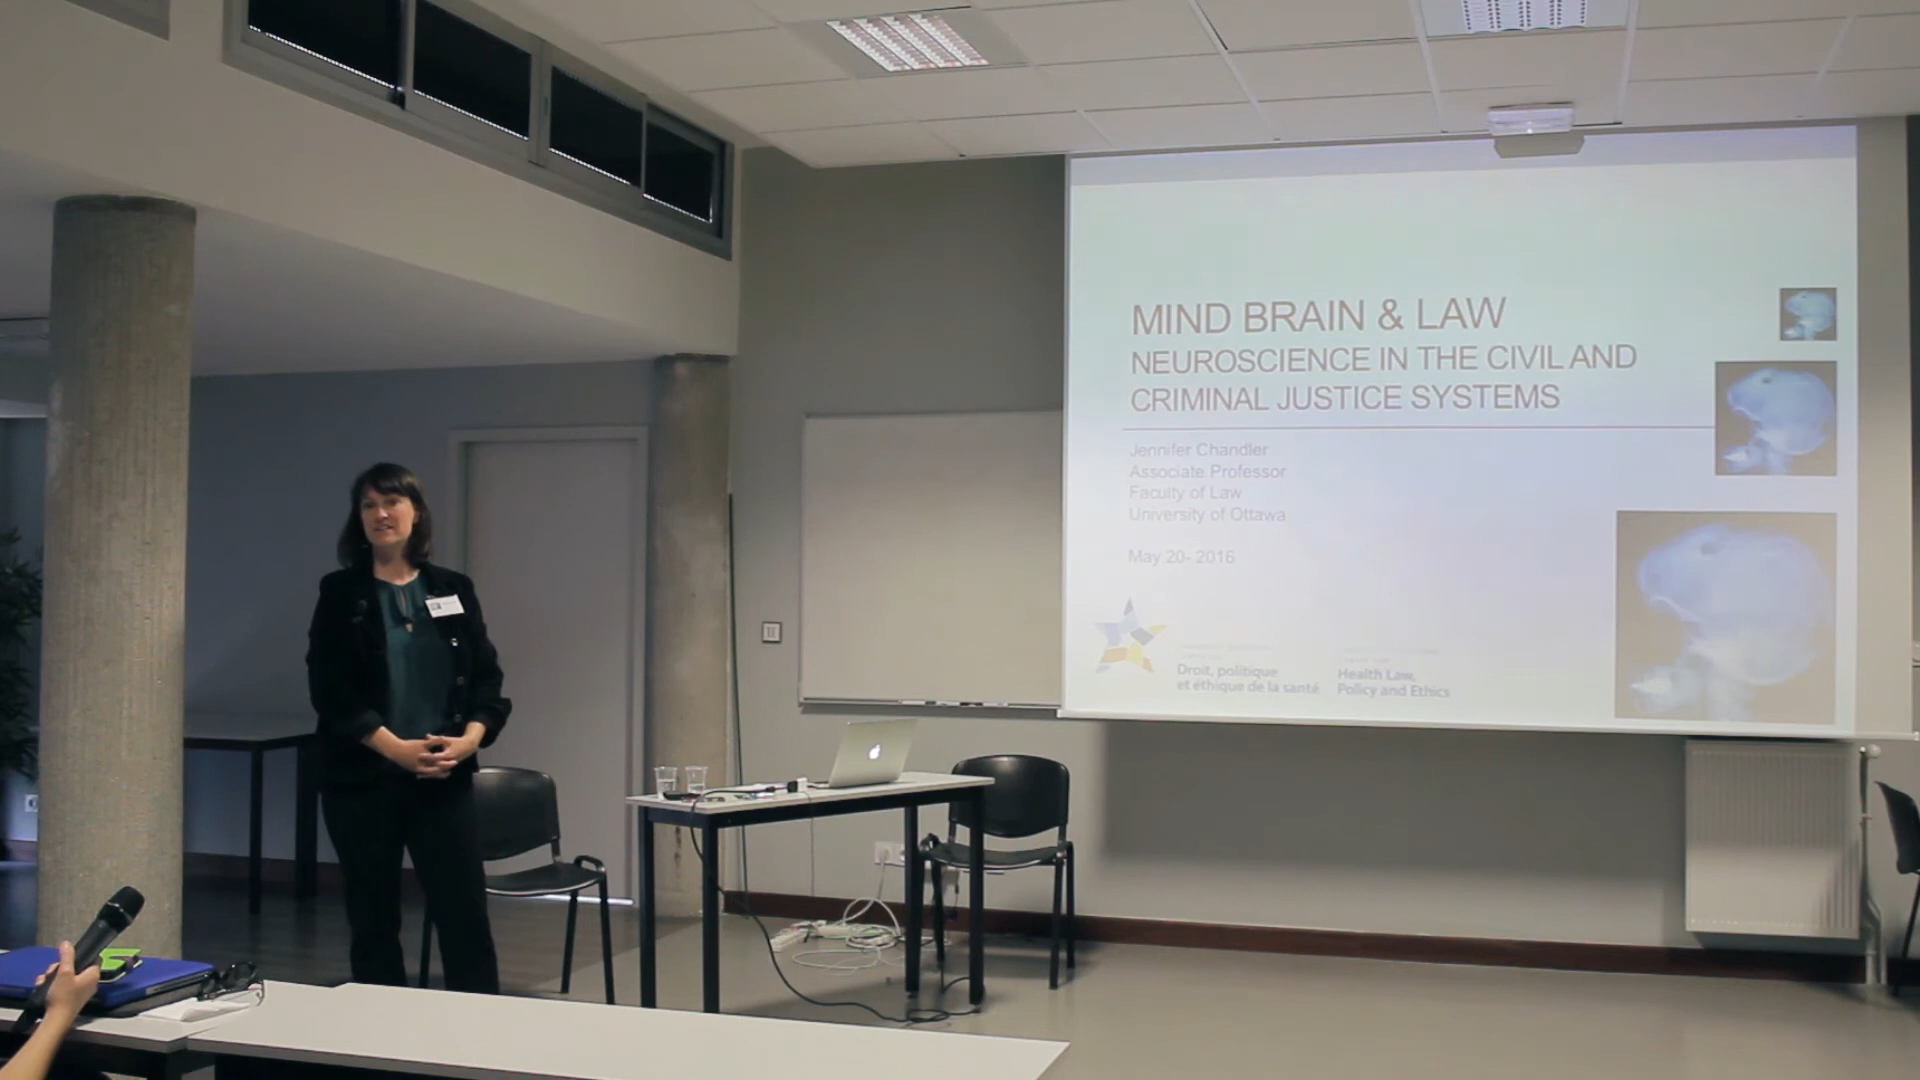 MIND BRAIN & LAW
NEUROSCIENCE IN THE CIVIL AND
CRIMINAL JUSTICE SYSTEMS
Jennifer Chandler
Associate Professor
Faculty of Law
University of Ottawa
May 20- 2016
Droit, politique
et éthique de la santé
Health Law,
Policy and Ethics